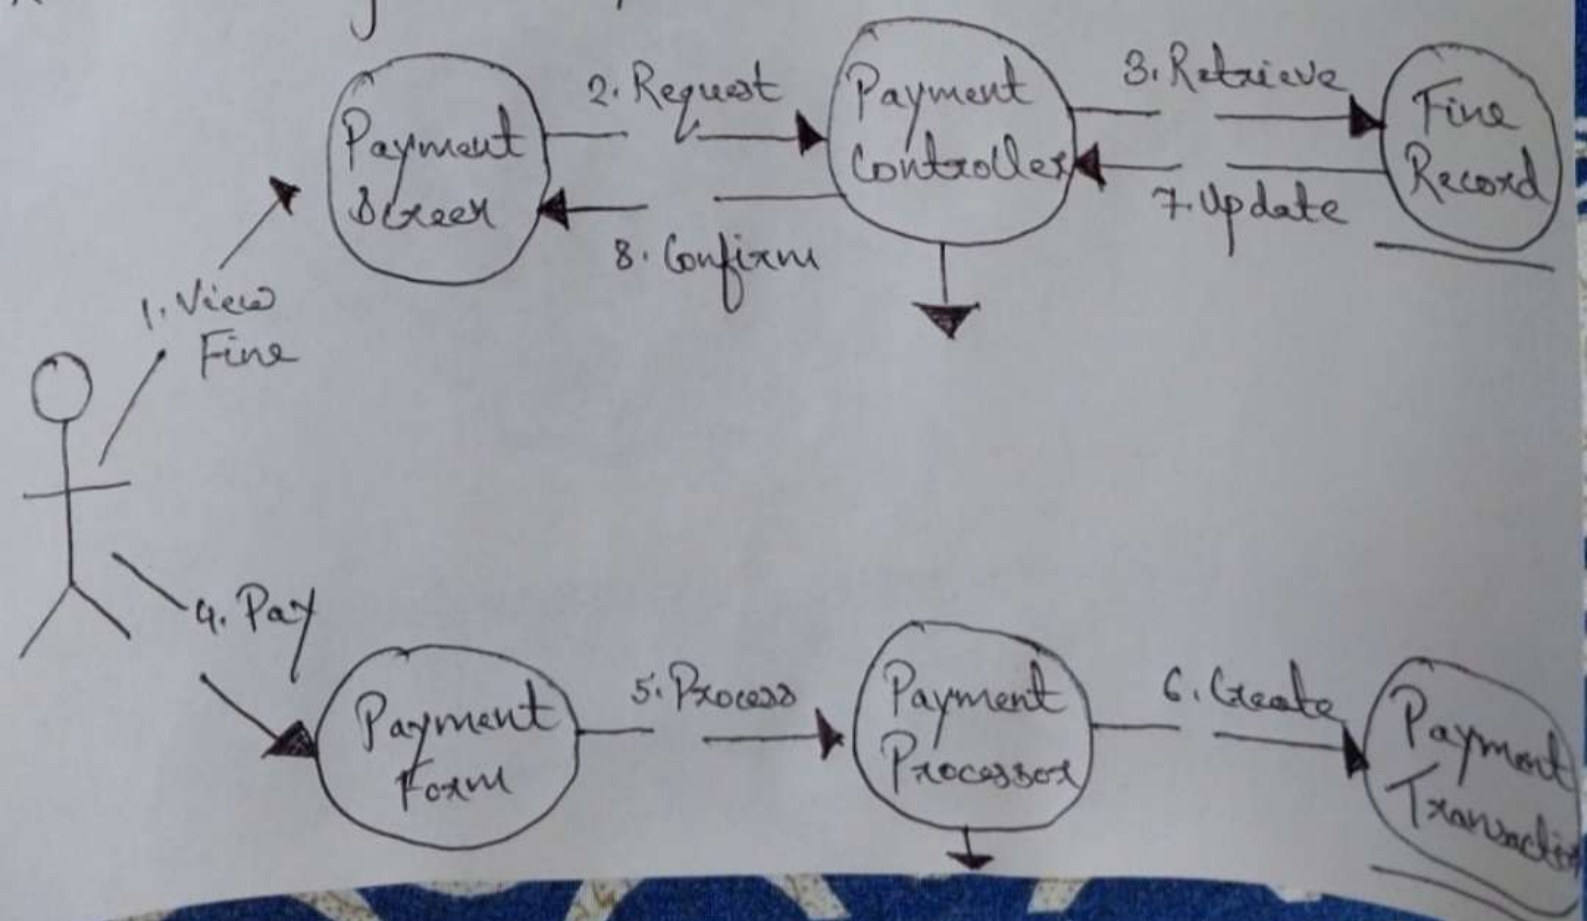 2. Request
3. Retrieve
Payment
Screen
Payment
Controller
Fine
Record
8. Confirm
7. Update
1. View
Fine
4. Pay
5. Process
6. Create
Payment
Form
Payment
Processor
Payment